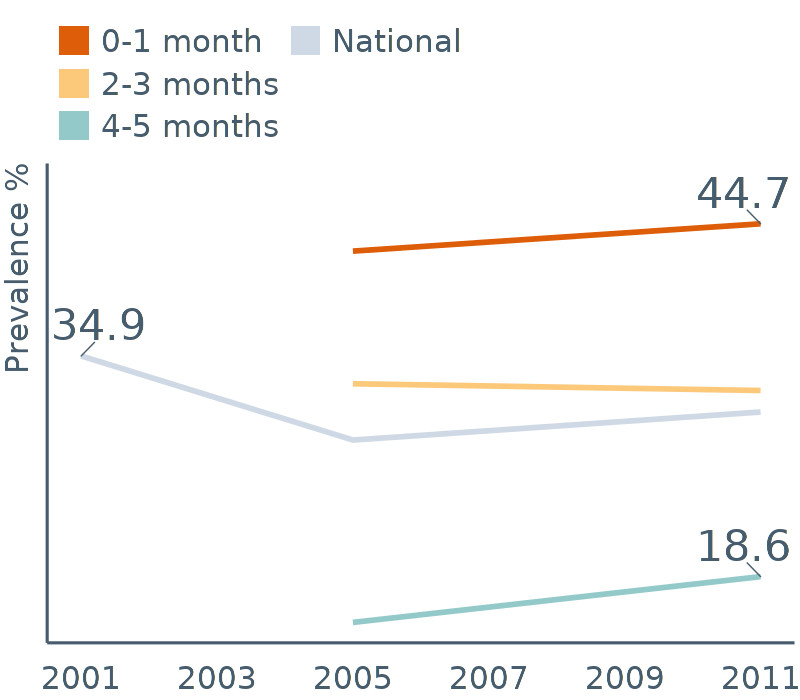 0-1 month
National
2-3 months
4-5 months
Prevalence %
44.7
34.9
18.6
2001 2003 2005 2007 2009 2011